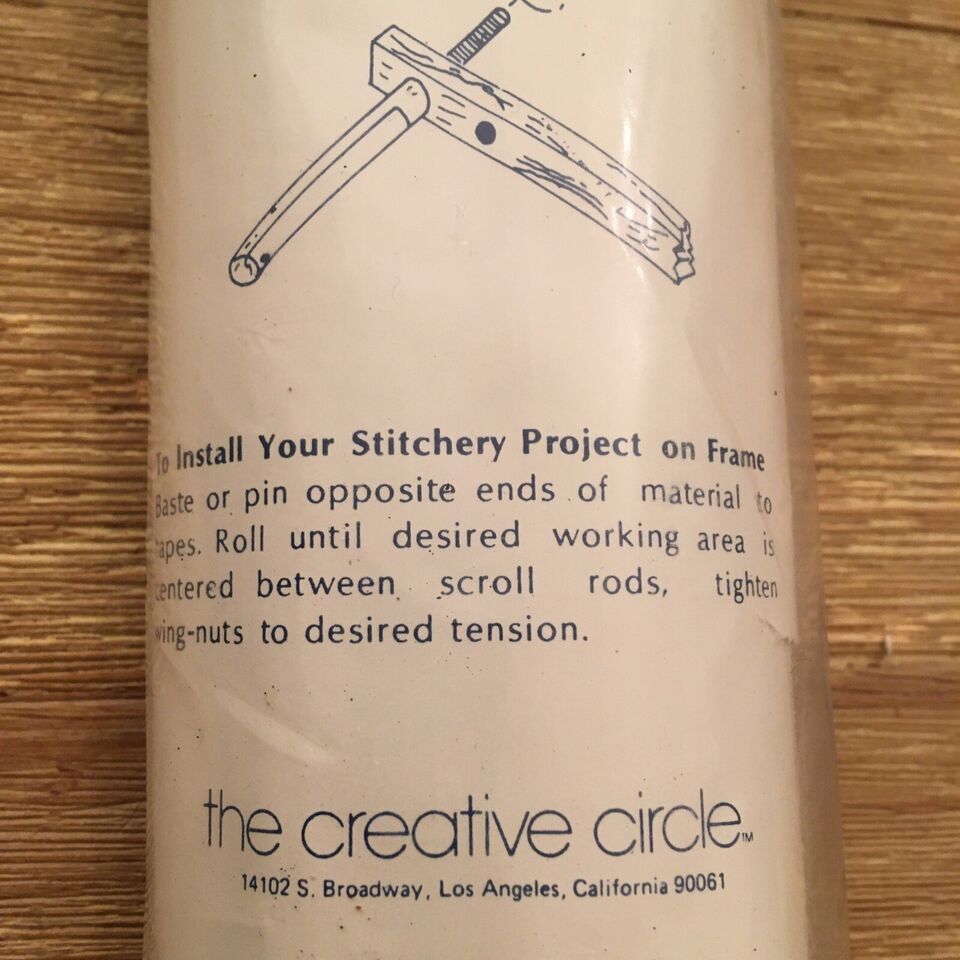 To Install Your Stitchery Project on Frame
Baste or pin opposite ends of material to
tapes. Roll until desired working area is
centered between scroll rods, tighten
wing-nuts to desired tension.
the creative circle™
14102 S. Broadway, Los Angeles, California 90061